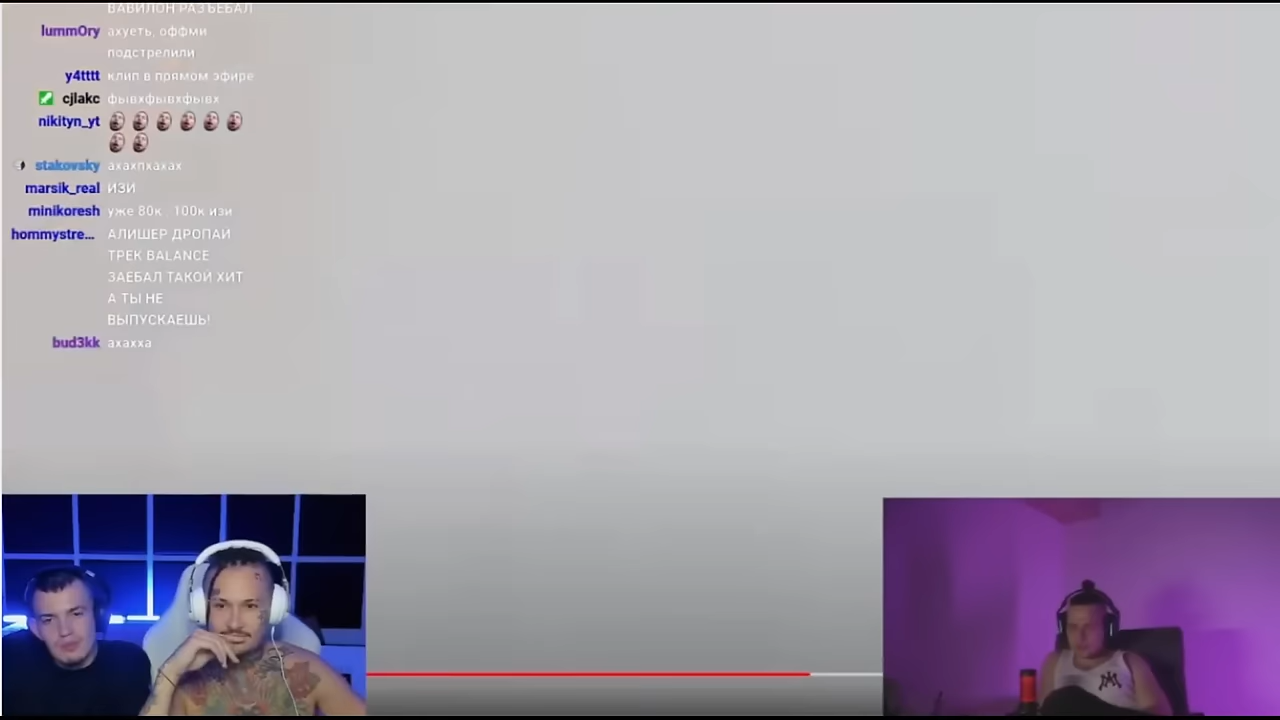 ВАВИЛОН РАЗЪЕБАЛ
lumm0ry ахуеть, оффми
подстрелили
y4tttt клип в прямом эфире
cjlakc фывхфывхфывх
nikityn_yt
stakovsky ахахпхахах
marsik_real ИЗИ
minikoresh уже 80к 100к изи
hommystre... АЛИШЕР ДРОПАЙ
ТРЕК BALANCE
ЗАЕБАЛ ТАКОЙ ХИТ
А ТЫ НЕ
ВЫПУСКАЕШЬ!
bud3kk ахахха